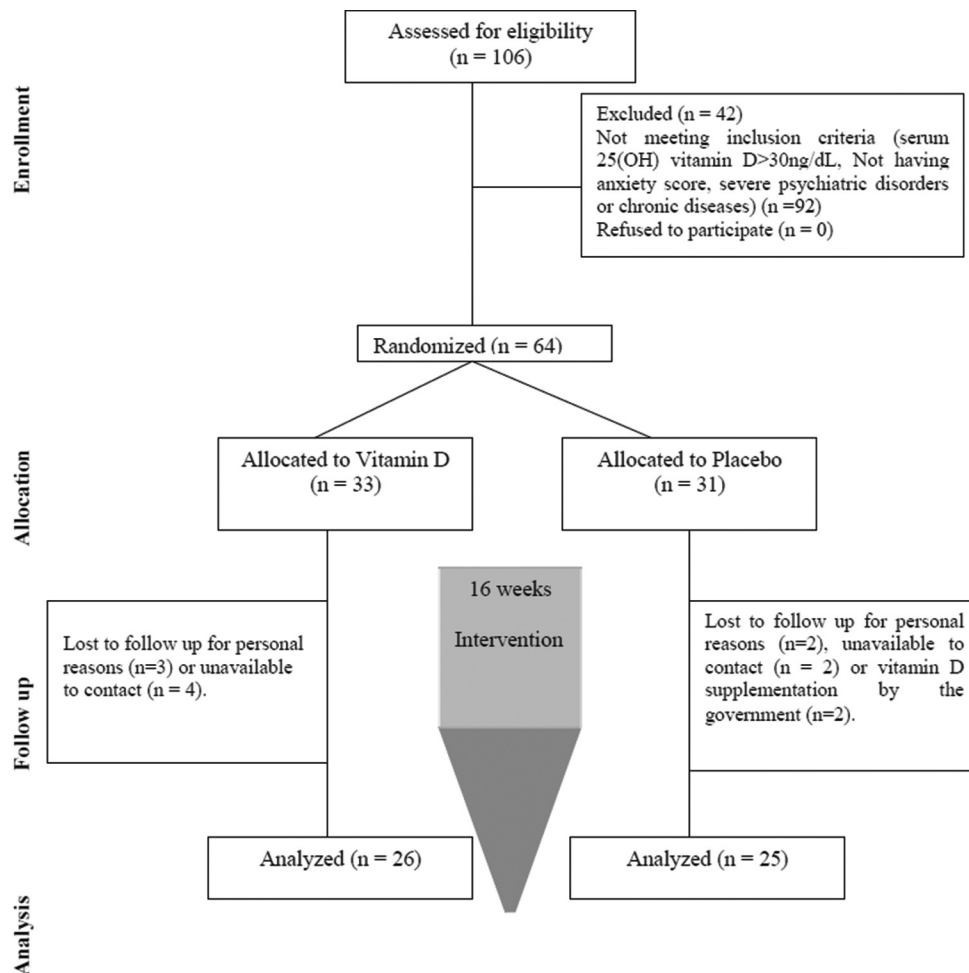 Assessed for eligibility
(n = 106)
Enrollment
Excluded (n = 42)
Not meeting inclusion criteria (serum
25(OH) vitamin D>30ng/dL, Not having
anxiety score, severe psychiatric disorders
or chronic diseases) (n =92)
Refused to participate (n = 0)
Randomized (n = 64)
Allocation
Allocated to Vitamin D
(n = 33)
Allocated to Placebo
(n = 31)
16 weeks
Intervention
Follow up
Lost to follow up for personal
reasons (n=3) or unavailable
to contact (n = 4).
Lost to follow up for personal
reasons (n=2), unavailable to
contact (n = 2) or vitamin D
supplementation by the
government (n=2).
Analyzed (n = 26)
Analyzed (n = 25)
Analysis